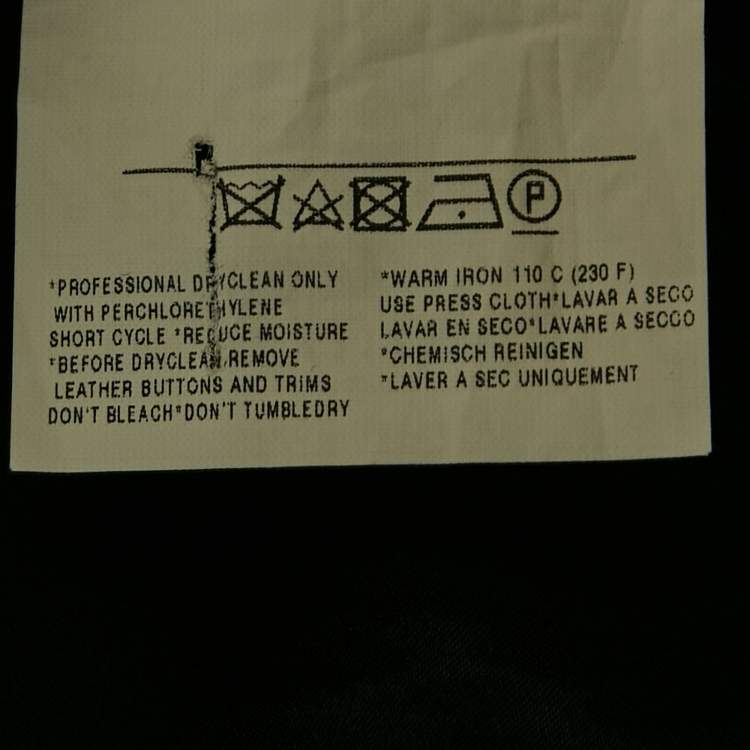 *PROFESSIONAL DRYCLEAN ONLY
WITH PERCHLORETHYLENE
SHORT CYCLE *REDUCE MOISTURE
*BEFORE DRYCLEAN REMOVE
LEATHER BUTTONS AND TRIMS
DON'T BLEACH*DON'T TUMBLEDRY
*WARM IRON 110 C (230 F)
USE PRESS CLOTH*LAVAR A SECO
LAVAR EN SECO*LAVARE A SECCO
*CHEMISCH REINIGEN
*LAVER A SEC UNIQUEMENT
P